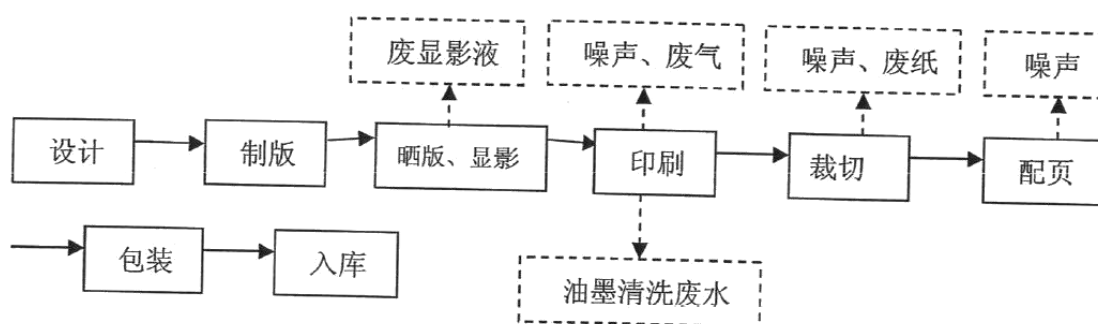 废显影液
噪声、废气
噪声、废纸
噪声
设计
制版
晒版、显影
印刷
裁切
配页
包装
入库
油墨清洗废水